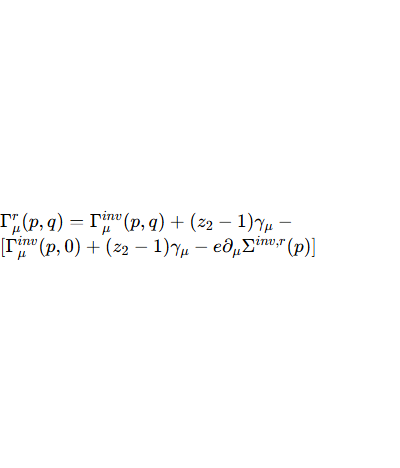 Γ^r_μ(p, q) = Γ^{inv}_μ(p, q) + (z_2 − 1)γ_μ −
[Γ^{inv}_μ(p, 0) + (z_2 − 1)γ_μ − e∂_μΣ^{inv,r}(p)]